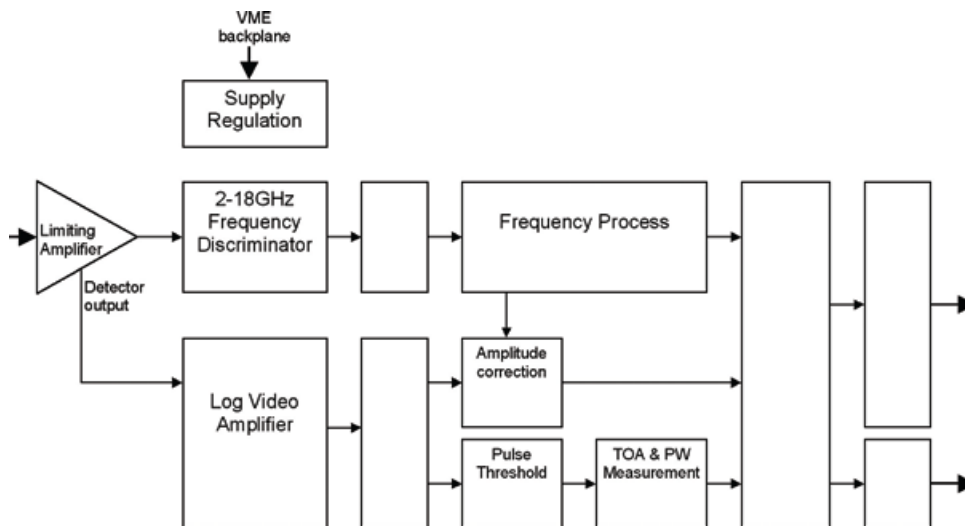 VME
backplane
Supply
Regulation
Limiting
Amplifier
2-18GHz
Frequency
Discriminator
Frequency Process
Detector
output
Log Video
Amplifier
Amplitude
correction
Pulse
Threshold
TOA & PW
Measurement